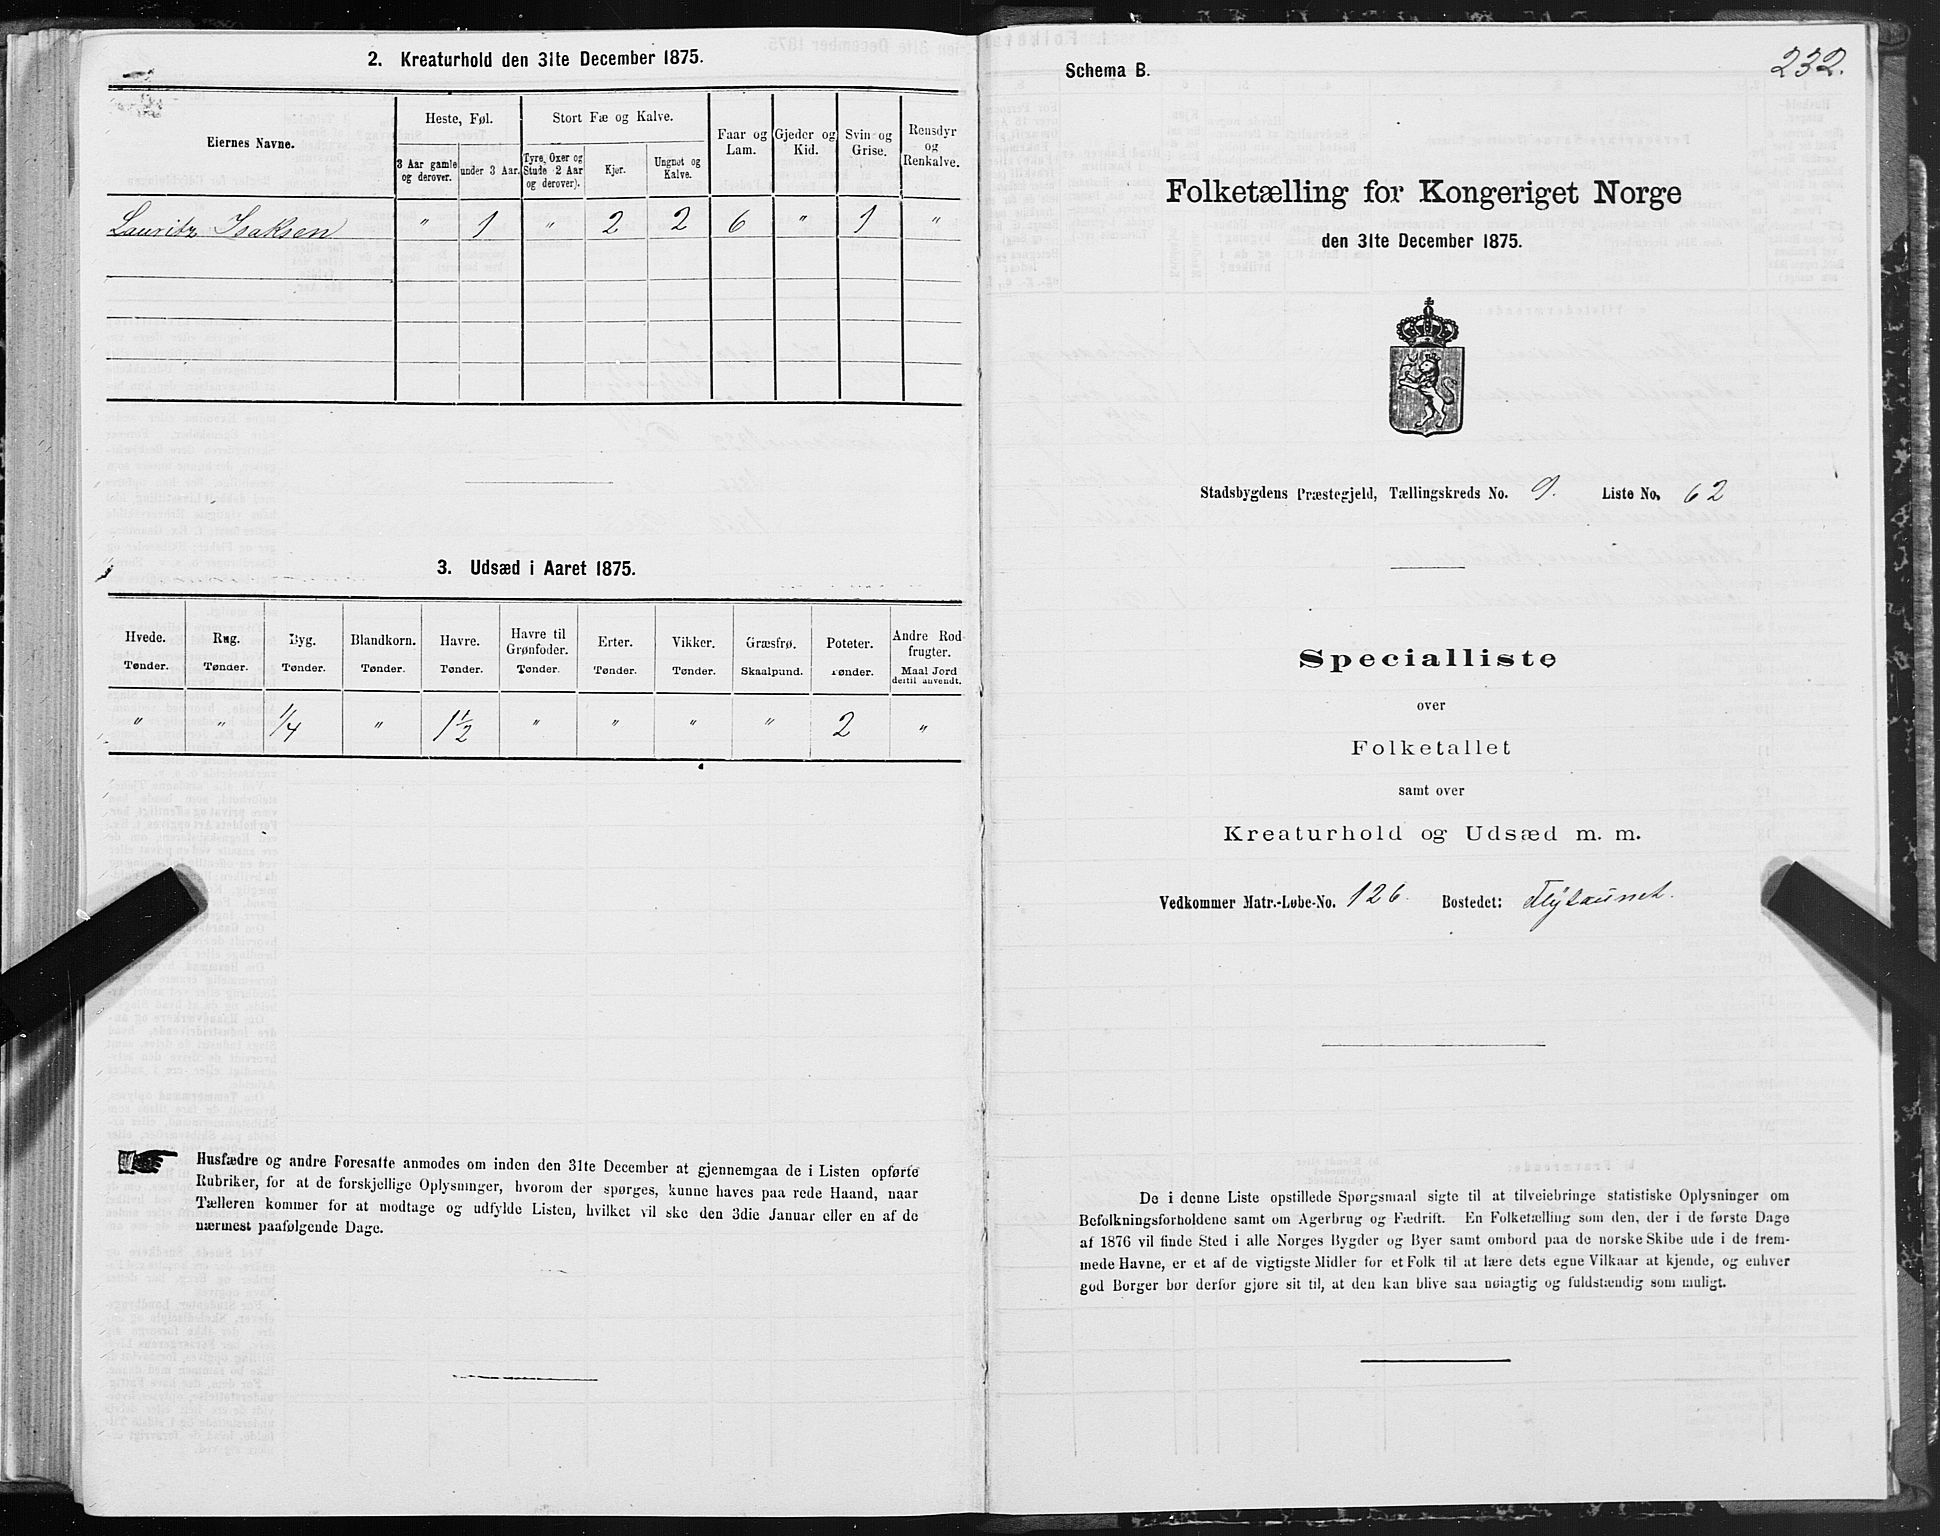 2. Kreaturhold den 31te December 1875.
Eiernes Navne.
Heste, Føl.
Stort Fæ og Kalve.
Faar og Lam.
Gjeder og Kid.
Svin og Grise.
Rensdyr og Renkalve.
3 Aar gamle og derover.
under 3 Aar.
Tyre, Oxer og Stude 2 Aar og derover).
Kjør.
Ungnøt og Kalve.
Lauritz Isaksen " 1 " 2 2 6 " 1 "
3. Udsæd i Aaret 1875.
Hvede. Rug. Byg. Blandkorn. Havre. Havre til Grønfoder. Erter. Vikker. Græsfrø. Poteter. Andre Rodfrugter.
Tønder. Tønder. Tønder. Tønder. Tønder. Tønder. Tønder. Tønder. Skaalpund. Tønder. Maal Jord dertil anvendt.
" " 1/4 " 1 1/2 " " " " 2 "
Husfædre og andre Foresatte anmodes om inden den 31te December at gjennemgaa de i Listen opførte
Rubriker, for at de forskjellige Oplysninger, hvorom der spørges, kunne haves paa rede Haand, naar
Tælleren kommer for at modtage og udfylde Listen, hvilket vil ske den 3die Januar eller en af de
nærmest paafølgende Dage.
232.
Schema B.
Folketælling for Kongeriget Norge
den 31te December 1875.
Stadsbygdens Præstegjeld, Tællingskreds No. 9. Liste No. 62
Specialliste
over
Folketallet
samt over
Kreaturhold og Udsæd m. m.
Vedkommer Matr.-Løbe-No. 126. Bostedet: Flytaunet.
De i denne Liste opstillede Spørgsmaal sigte til at tilveiebringe statistiske Oplysninger om
Befolkningsforholdene samt om Agerbrug og Fædrift. En Folketælling som den, der i de første Dage
af 1876 vil finde Sted i alle Norges Bygder og Byer samt ombord paa de norske Skibe ude i de frem-
mede Havne, er et af de vigtigste Midler for et Folk til at lære dets egne Vilkaar at kjende, og enhver
god Borger bør derfor gjøre sit til, at den kan blive saa nøiagtig og fuldstændig som muligt.